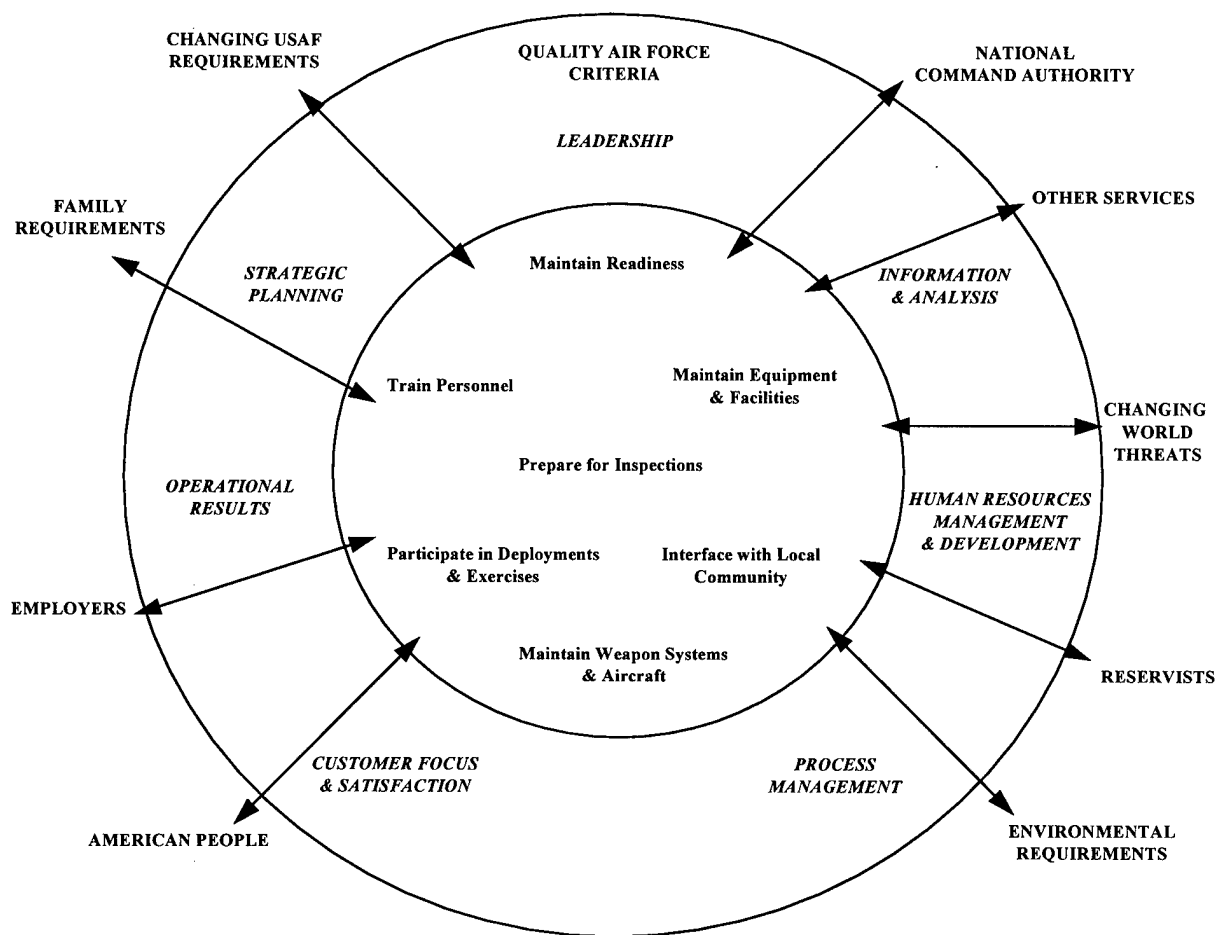 CHANGING USAF
REQUIREMENTS
QUALITY AIR FORCE
CRITERIA
NATIONAL
COMMAND AUTHORITY
LEADERSHIP
FAMILY
REQUIREMENTS
OTHER SERVICES
STRATEGIC
PLANNING
Maintain Readiness
INFORMATION
& ANALYSIS
Train Personnel
Maintain Equipment
& Facilities
CHANGING
WORLD
THREATS
Prepare for Inspections
OPERATIONAL
RESULTS
HUMAN RESOURCES
MANAGEMENT
& DEVELOPMENT
Participate in Deployments
& Exercises
Interface with Local
Community
EMPLOYERS
Maintain Weapon Systems
& Aircraft
RESERVISTS
CUSTOMER FOCUS
& SATISFACTION
PROCESS
MANAGEMENT
AMERICAN PEOPLE
ENVIRONMENTAL
REQUIREMENTS